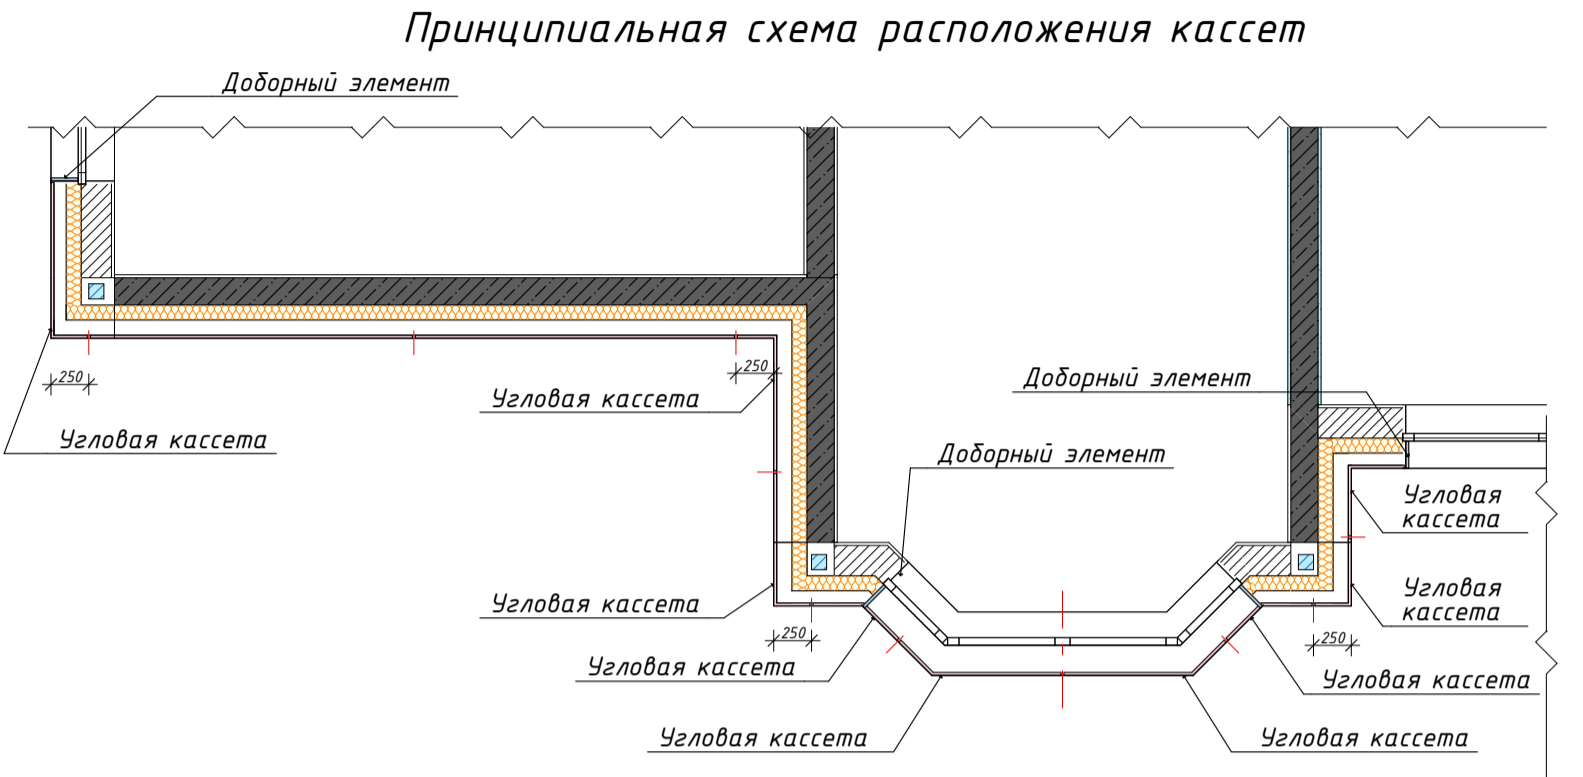 Принципиальная схема расположения кассет
Доборный элемент
250
250
Угловая кассета
Доборный элемент
Угловая кассета
Доборный элемент
Угловая
кассета
Угловая кассета
Угловая
кассета
250
250
Угловая кассета
Угловая кассета
Угловая кассета
Угловая кассета